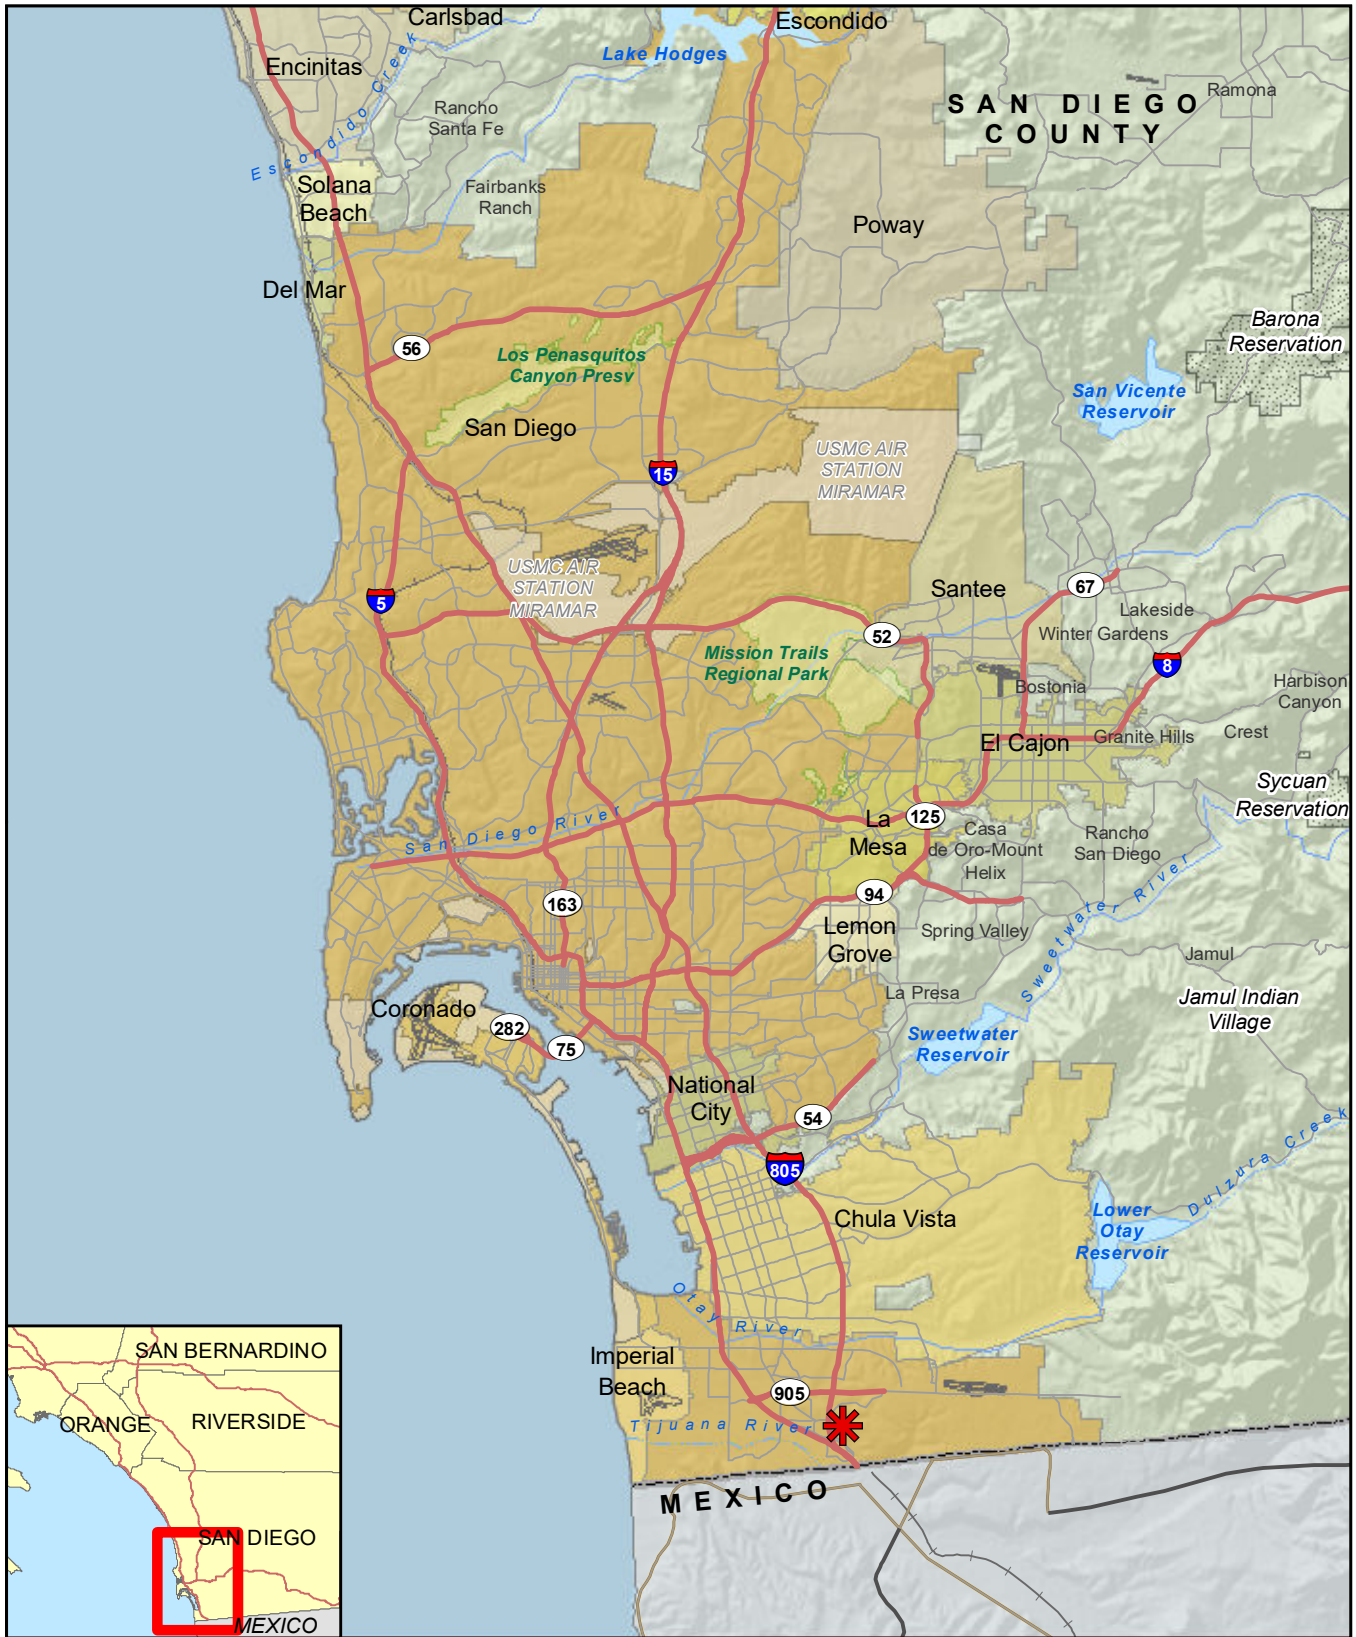 Carlsbad
Escondido
Encinitas
Lake Hodges
Escondido Creek
Rancho
Santa Fe
SAN DIEGO
COUNTY
Ramona
Solana
Beach
Fairbanks
Ranch
Poway
Del Mar
56
Los Penasquitos
Canyon Presv
Barona
Reservation
San Vicente
Reservoir
San Diego
15
USMC AIR
STATION
MIRAMAR
USMC AIR
STATION
MIRAMAR
5
Santee
67
Lakeside
Winter Gardens
52
8
Mission Trails
Regional Park
Bostonia
Harbison
Canyon
El Cajon
Granite Hills
Crest
Sycuan
Reservation
San Diego River
La
Mesa
125
Casa
de Oro-Mount
Helix
Rancho
San Diego
94
163
Lemon
Grove
Spring Valley
Sweetwater River
Jamul
La Presa
Jamul Indian
Village
Coronado
282
75
Sweetwater
Reservoir
National
City
54
805
Dulzura Creek
Chula Vista
Lower
Otay
Reservoir
Otay River
Imperial
Beach
905
Tijuana River
MEXICO
SAN BERNARDINO
ORANGE
RIVERSIDE
SAN DIEGO
MEXICO